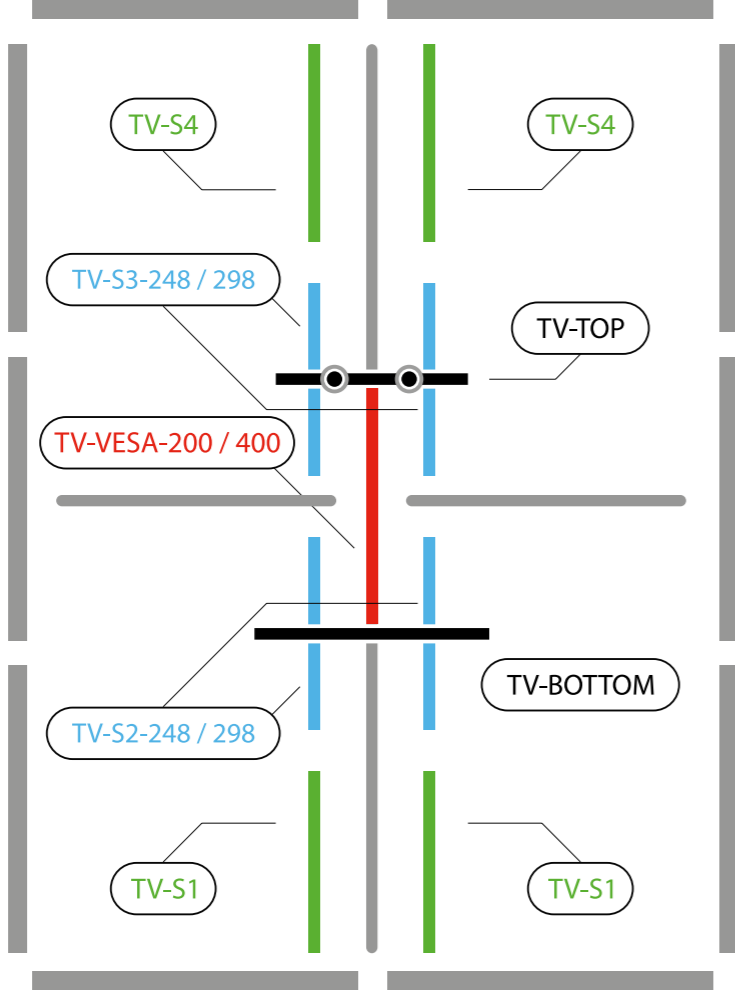 TV-S4
TV-S4
TV-S3-248 / 298
TV-TOP
TV-VESA-200 / 400
TV-BOTTOM
TV-S2-248 / 298
TV-S1
TV-S1